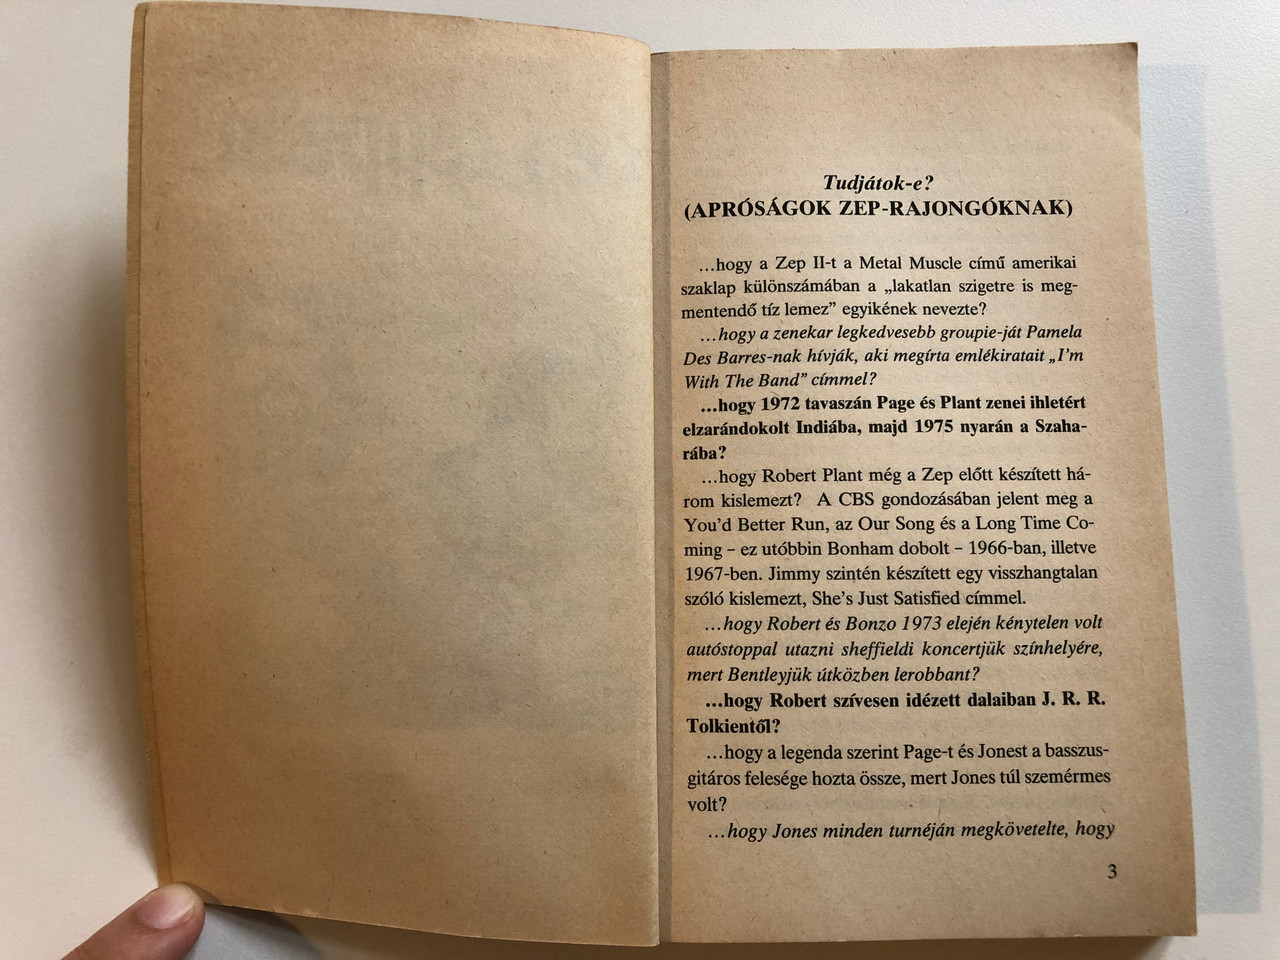 Tudjátok-e?
(APRÓSÁGOK ZEP-RAJONGÓKNAK)
...hogy a Zep II-t a Metal Muscle című amerikai
szaklap különszámában a „lakatlan szigetre is meg-
mentendő tíz lemez” egyikének nevezte?
...hogy a zenekar legkedvesebb groupie-ját Pamela
Des Barres-nak hívják, aki megírta emlékiratait „I'm
With The Band” címmel?
...hogy 1972 tavaszán Page és Plant zenei ihletért
elzarándokolt Indiába, majd 1975 nyarán a Szaha-
rába?
...hogy Robert Plant még a Zep előtt készített há-
rom kislemezt? A CBS gondozásában jelent meg a
You'd Better Run, az Our Song és a Long Time Co-
ming – ez utóbbin Bonham dobolt – 1966-ban, illetve
1967-ben. Jimmy szintén készített egy visszhangtalan
szóló kislemezt, She's Just Satisfied címmel.
...hogy Robert és Bonzo 1973 elején kénytelen volt
autóstoppal utazni sheffieldi koncertjük színhelyére,
mert Bentleyjük útközben lerobbant?
...hogy Robert szívesen idézett dalaiban J. R. R.
Tolkientől?
...hogy a legenda szerint Page-t és Jonest a basszus-
gitáros felesége hozta össze, mert Jones túl szemérmes
volt?
...hogy Jones minden turnéján megkövetelte, hogy
3